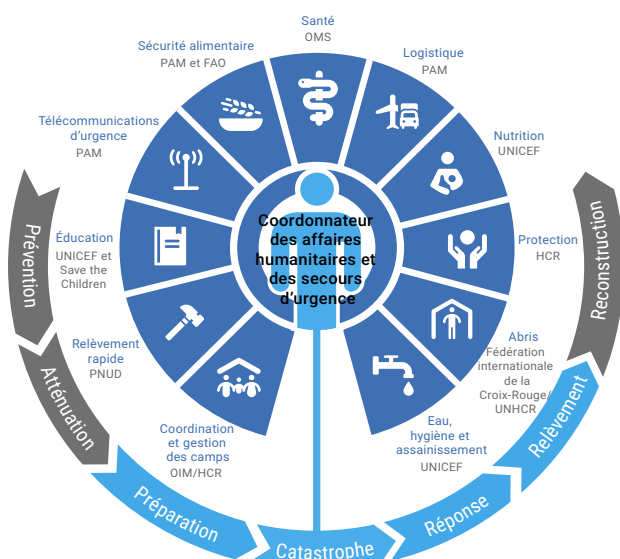 Santé
OMS
Sécurité alimentaire
PAM et FAO
Logistique
PAM
Télécommunications
d'urgence
PAM
Nutrition
UNICEF
Éducation
UNICEF et
Save the
Children
Protection
HCR
Coordonnateur
des affaires
humanitaires et
des secours
d'urgence
Relèvement
rapide
PNUD
Abris
Fédération
internationale
de la
Croix-Rouge/
UNHCR
Coordination
et gestion
des camps
OIM/HCR
Eau,
hygiène et
assainissement
UNICEF
Prévention
Atténuation
Préparation
Catastrophe
Réponse
Relèvement
Reconstruction